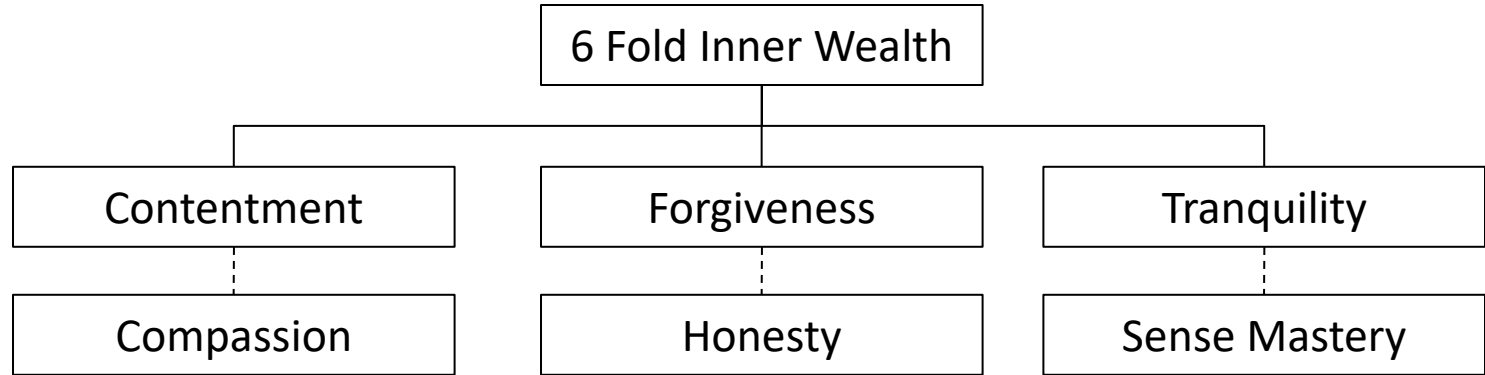 6 Fold Inner Wealth
Contentment
Forgiveness
Tranquility
Compassion
Honesty
Sense Mastery